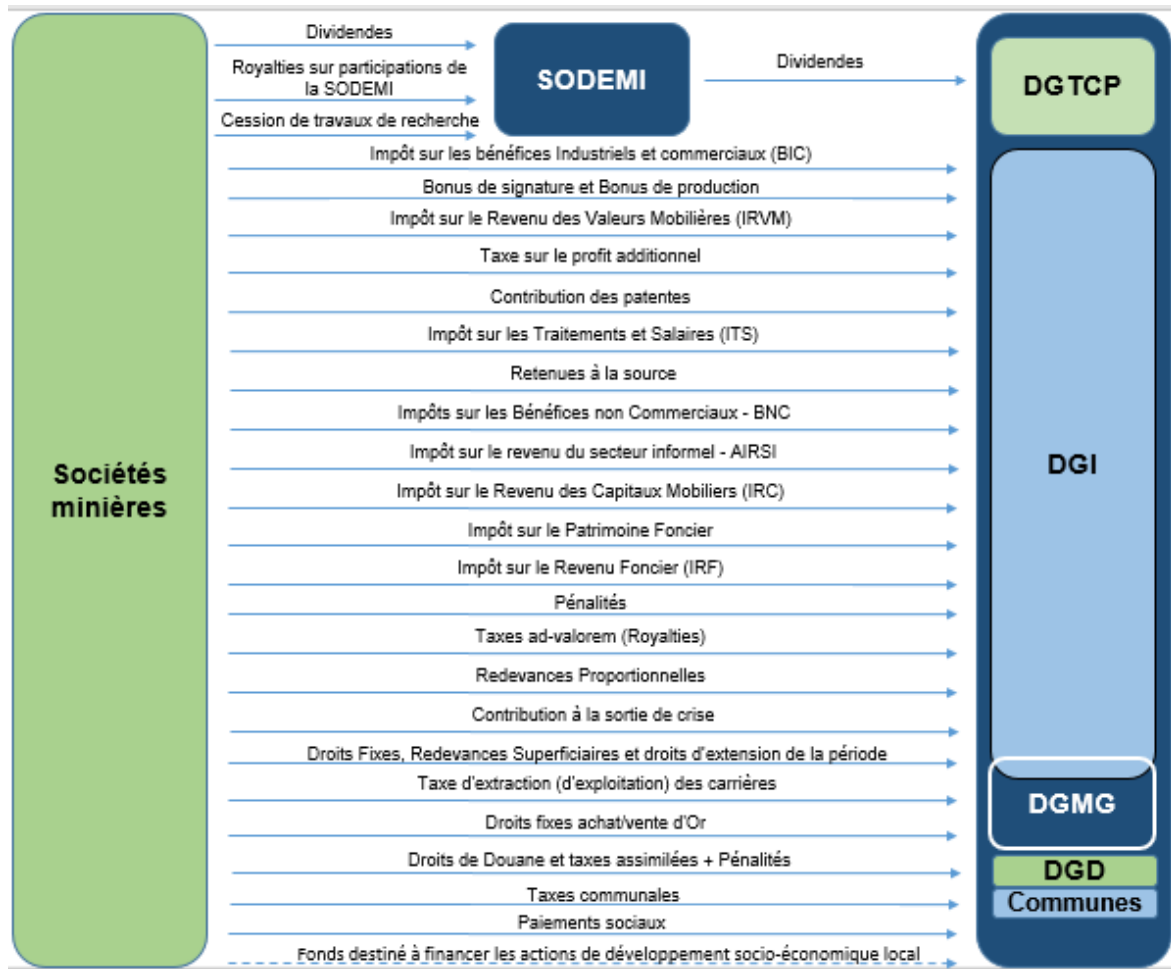 Dividendes
Royalties sur participations de
la SODEMI
Cession de travaux de recherche
SODEMI
Dividendes
DGTCP
Impôt sur les bénéfices Industriels et commerciaux (BIC)
Bonus de signature et Bonus de production
Impôt sur le Revenu des Valeurs Mobilières (IRVM)
Taxe sur le profit additionnel
Contribution des patentes
Impôt sur les Traitements et Salaires (ITS)
Retenues à la source
Impôts sur les Bénéfices non Commerciaux - BNC
Impôt sur le revenu du secteur informel - AIRSI
Impôt sur le Revenu des Capitaux Mobiliers (IRC)
Impôt sur le Patrimoine Foncier
Impôt sur le Revenu Foncier (IRF)
Pénalités
Taxes ad-valorem (Royalties)
Redevances Proportionnelles
Contribution à la sortie de crise
Droits Fixes, Redevances Superficiaires et droits d'extension de la période
Taxe d'extraction (d'exploitation) des carrières
Droits fixes achat/vente d'Or
Droits de Douane et taxes assimilées + Pénalités
Taxes communales
Paiements sociaux
Fonds destiné à financer les actions de développement socio-économique local
Sociétés
minières
DGI
DGMG
DGD
Communes